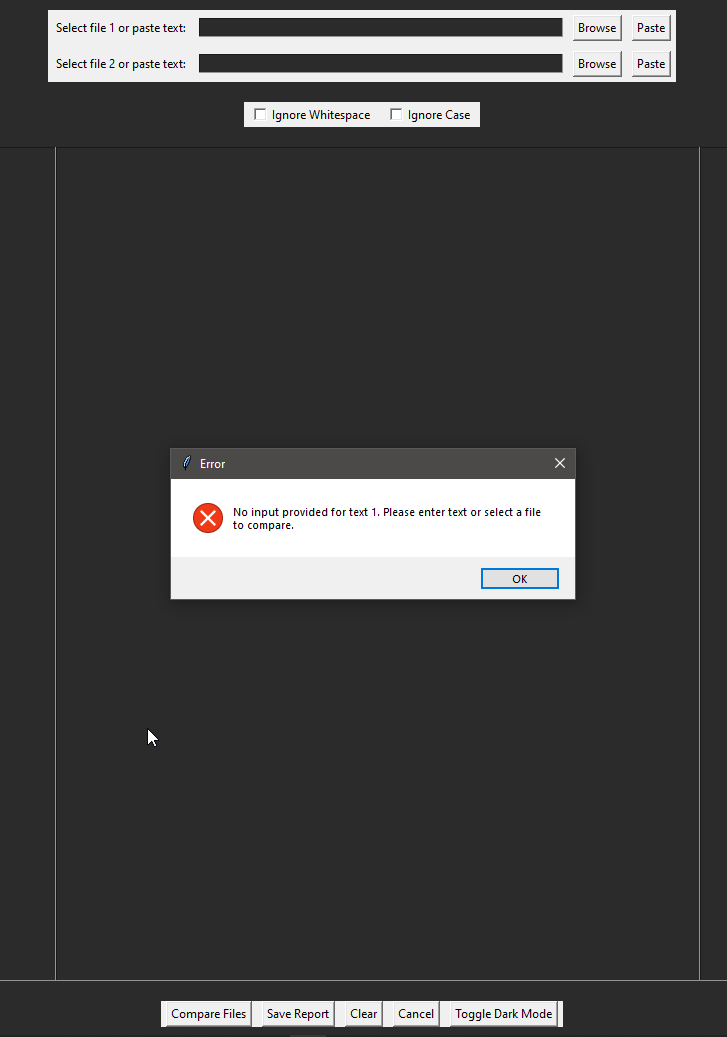 Select file 1 or paste text: Browse Paste
Select file 2 or paste text: Browse Paste
Ignore Whitespace Ignore Case
Error
No input provided for text 1. Please enter text or select a file
to compare.
OK
Compare Files Save Report Clear Cancel Toggle Dark Mode